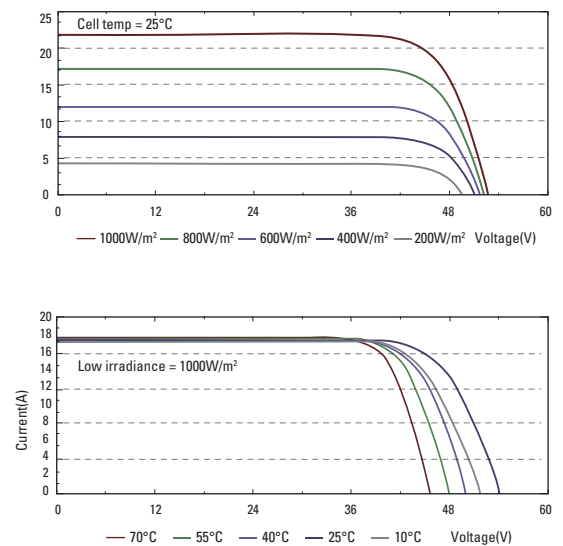 25
Cell temp = 25°C
20
15
10
5
0
0 12 24 36 48 60
1000W/m² 800W/m² 600W/m² 400W/m² 200W/m² Voltage(V)
20
18
16
Low irradiance = 1000W/m²
14
12
10
8
6
4
2
0
Current(A)
0 12 24 36 48 60
70°C 55°C 40°C 25°C 10°C Voltage(V)